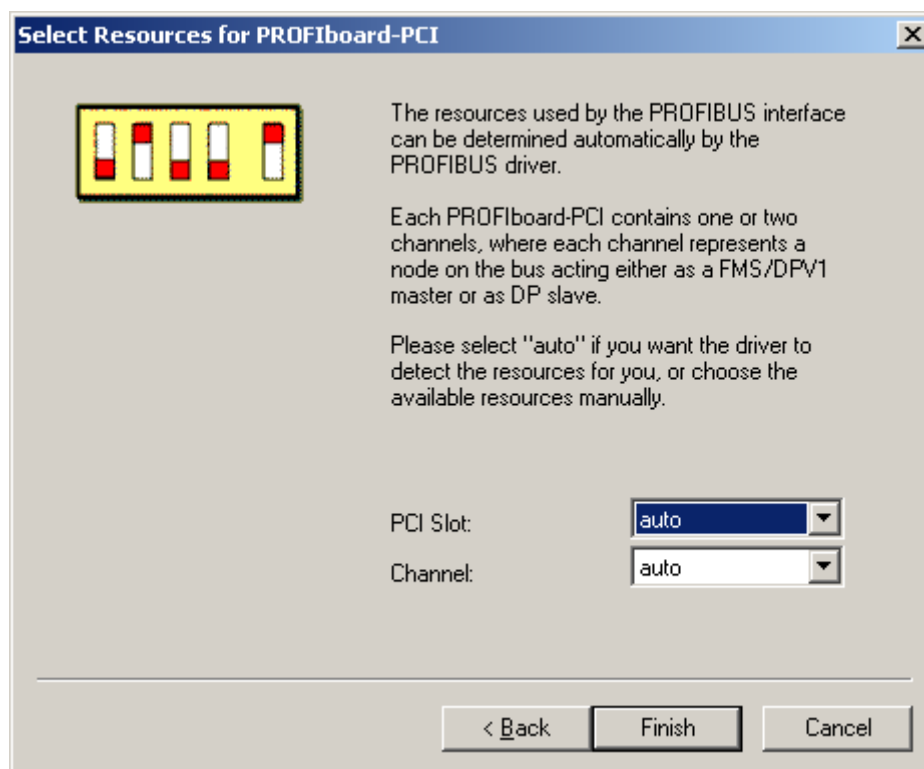 Select Resources for PROFIboard-PCI
The resources used by the PROFIBUS interface
can be determined automatically by the
PROFIBUS driver.
Each PROFIboard-PCI contains one or two
channels, where each channel represents a
node on the bus acting either as a FMS/DPV1
master or as DP slave.
Please select "auto" if you want the driver to
detect the resources for you, or choose the
available resources manually.
PCI Slot: auto
Channel: auto
< Back Finish Cancel